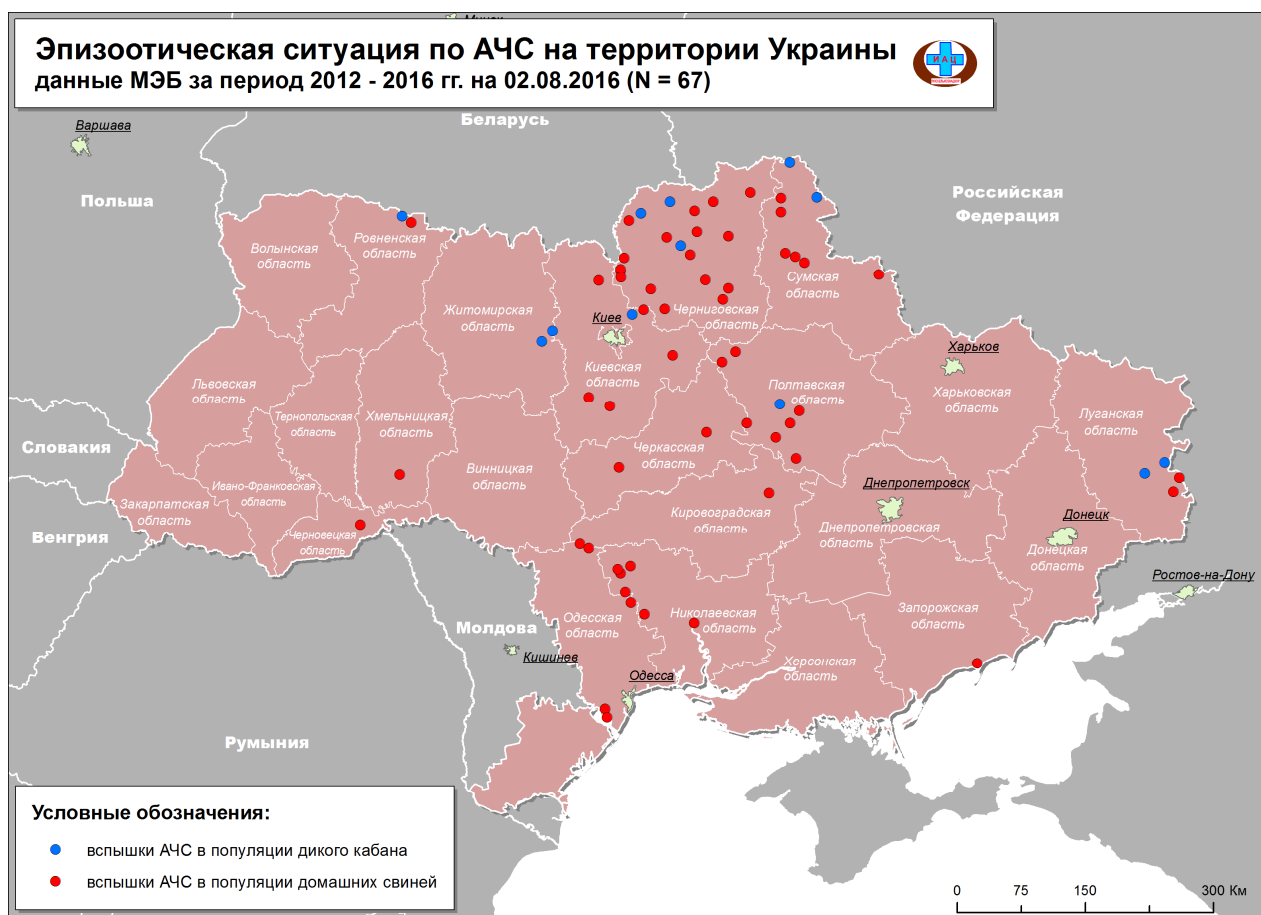 Минск
Эпизоотическая ситуация по АЧС на территории Украины
данные МЭБ за период 2012 - 2016 гг. на 02.08.2016 (N = 67)
ИАЦ
Беларусь
Варшава
Польша
Российская
Федерация
Волынская
область
Ровненская
область
Житомирская
область
Киев
Черниговская
область
Сумская
область
Харьков
Киевская
область
Львовская
область
Тернопольская
область
Хмельницкая
область
Полтавская
область
Харьковская
область
Луганская
область
Словакия
Ивано-Франковская
область
Винницкая
область
Черкасская
область
Закарпатская
область
Черновецкая
область
Кировоградская
область
Днепропетровск
Днепропетровская
область
Донецк
Донецкая
область
Венгрия
Ростов-на-Дону
Молдова
Кишинев
Одесская
область
Николаевская
область
Запорожская
область
Херсонская
область
Одесса
Румыния
Условные обозначения:
вспышки АЧС в популяции дикого кабана
вспышки АЧС в популяции домашних свиней
0 75 150 300 Км